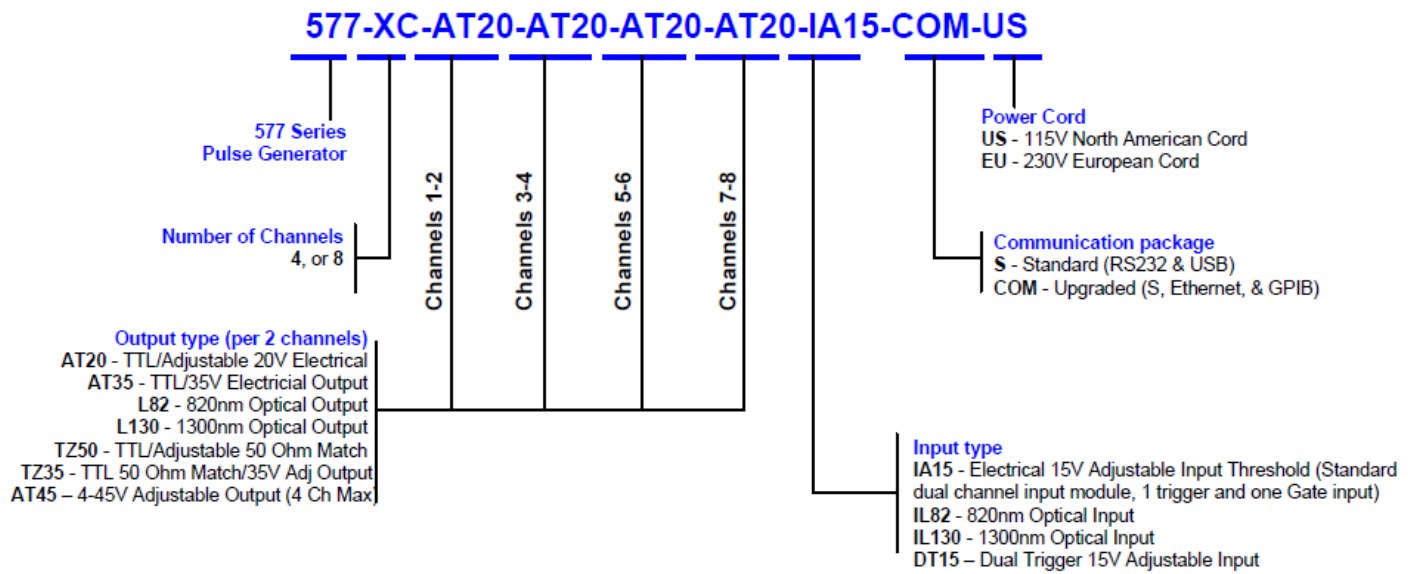 577-XC-AT20-AT20-AT20-AT20-IA15-COM-US
577 Series
Pulse Generator
Number of Channels
4, or 8
Channels 1-2
Channels 3-4
Channels 5-6
Channels 7-8
Power Cord
US - 115V North American Cord
EU - 230V European Cord
Communication package
S - Standard (RS232 & USB)
COM - Upgraded (S, Ethernet, & GPIB)
Output type (per 2 channels)
AT20 - TTL/Adjustable 20V Electrical
AT35 - TTL/35V Electricial Output
L82 - 820nm Optical Output
L130 - 1300nm Optical Output
TZ50 - TTL/Adjustable 50 Ohm Match
TZ35 - TTL 50 Ohm Match/35V Adj Output
AT45 – 4-45V Adjustable Output (4 Ch Max)
Input type
IA15 - Electrical 15V Adjustable Input Threshold (Standard
dual channel input module, 1 trigger and one Gate input)
IL82 - 820nm Optical Input
IL130 - 1300nm Optical Input
DT15 – Dual Trigger 15V Adjustable Input